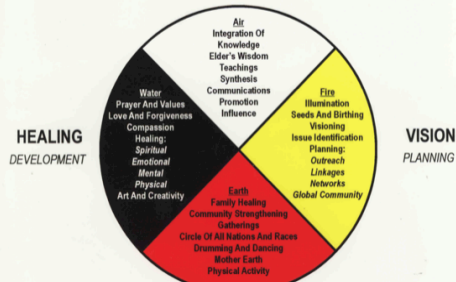 Air
Integration Of
Knowledge
Elder's Wisdom
Teachings
Synthesis
Communications
Promotion
Influence
Water
Prayer And Values
Love And Forgiveness
Compassion
Healing:
Spiritual
Emotional
Mental
Physical
Art And Creativity
HEALING
DEVELOPMENT
Fire
Illumination
Seeds And Birthing
Visioning
Issue Identification
Planning:
Outreach
Linkages
Networks
Global Community
VISION
PLANNING
Earth
Family Healing
Community Strengthening
Gatherings
Circle Of All Nations And Races
Drumming And Dancing
Mother Earth
Physical Activity